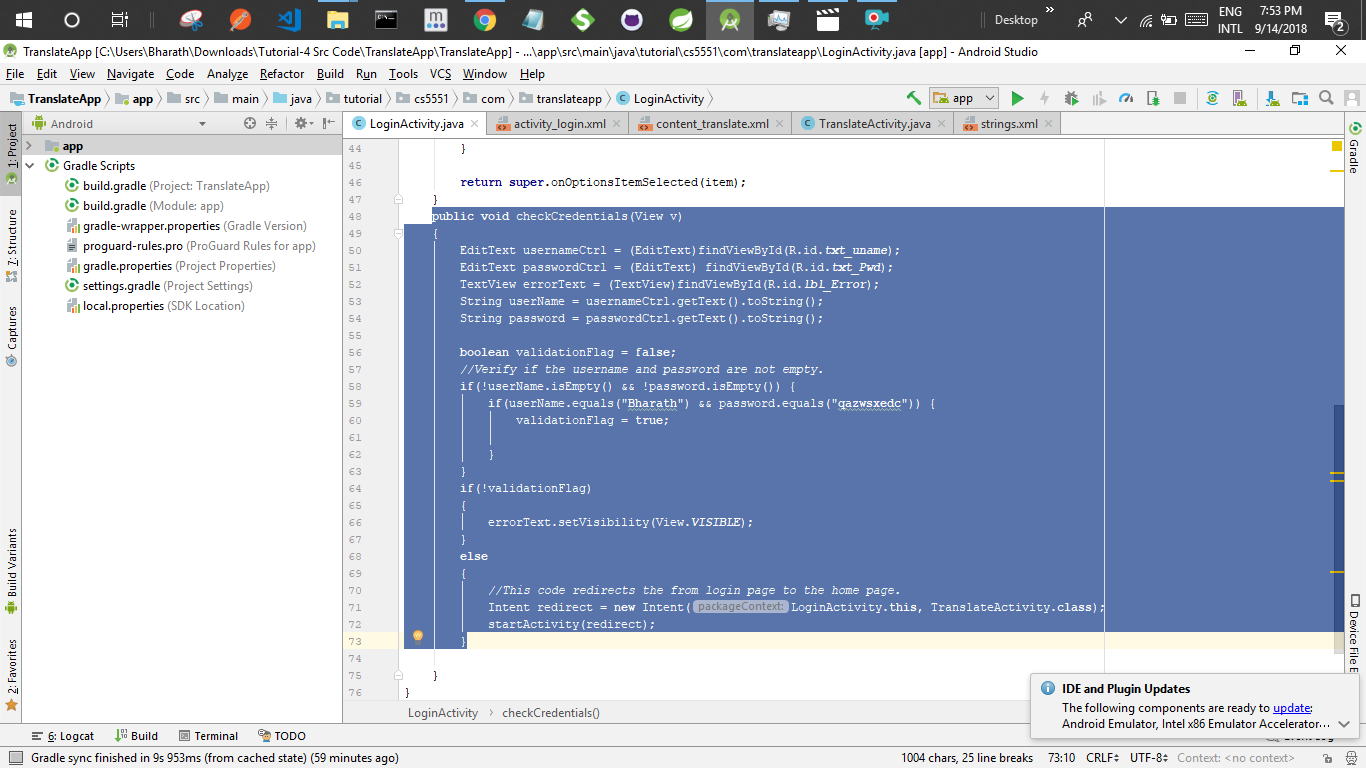 Desktop
»
ENG
INTL
7:53 PM
9/14/2018
2
TranslateApp [C:\Users\Bharath\Downloads\Tutorial-4 Src Code\TranslateApp\TranslateApp] - ...\app\src\main\java\tutorial\cs5551\com\translateapp\LoginActivity.java [app] - Android Studio
File Edit View Navigate Code Analyze Refactor Build Run Tools VCS Window Help
TranslateApp app src main java tutorial cs5551 com translateapp LoginActivity
app
Android
LoginActivity.java activity_login.xml content_translate.xml TranslateActivity.java strings.xml
1: Project
7: Structure
Captures
Build Variants
2: Favorites
app
Gradle Scripts
build.gradle (Project: TranslateApp)
build.gradle (Module: app)
gradle-wrapper.properties (Gradle Version)
proguard-rules.pro (ProGuard Rules for app)
gradle.properties (Project Properties)
settings.gradle (Project Settings)
local.properties (SDK Location)
44 }
45
46 return super.onOptionsItemSelected(item);
47 }
48 public void checkCredentials(View v)
49 {
50 EditText usernameCtrl = (EditText)findViewById(R.id.txt_uname);
51 EditText passwordCtrl = (EditText) findViewById(R.id.txt_Pwd);
52 TextView errorText = (TextView)findViewById(R.id.lbl_Error);
53 String userName = usernameCtrl.getText().toString();
54 String password = passwordCtrl.getText().toString();
55
56 boolean validationFlag = false;
57 //Verify if the username and password are not empty.
58 if(!userName.isEmpty() && !password.isEmpty()) {
59 if(userName.equals("Bharath") && password.equals("qazwsxedc")) {
60 validationFlag = true;
61
62 }
63 }
64 if(!validationFlag)
65 {
66 errorText.setVisibility(View.VISIBLE);
67 }
68 else
69 {
70 //This code redirects the from login page to the home page.
71 Intent redirect = new Intent( packageContext: LoginActivity.this, TranslateActivity.class);
72 startActivity(redirect);
73 }
74
75 }
76 }
LoginActivity checkCredentials()
Gradle
Device File E
IDE and Plugin Updates
The following components are ready to update:
Android Emulator, Intel x86 Emulator Accelerator...
6: Logcat Build Terminal TODO
Gradle sync finished in 9s 953ms (from cached state) (59 minutes ago)
1004 chars, 25 line breaks 73:10 CRLF UTF-8 Context: <no context>